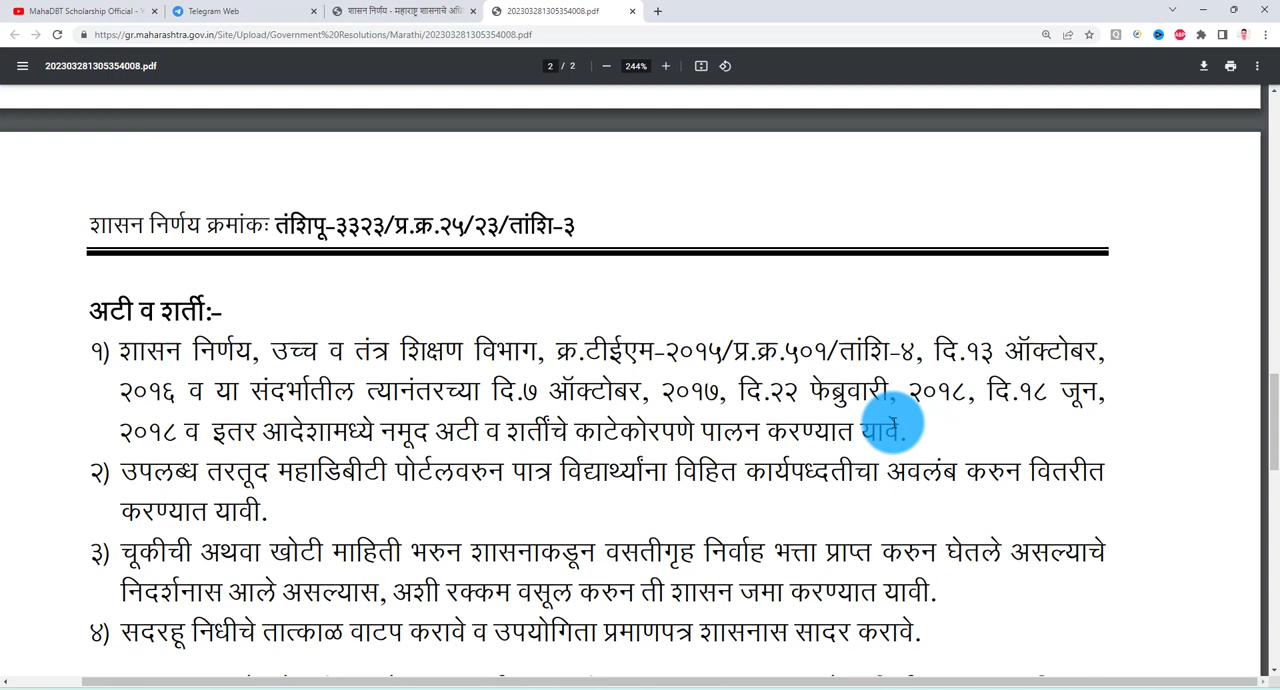 MahaDBT Scholarship Official -
Telegram Web
शासन निर्णय - महाराष्ट्र शासनाचे अधि
202303281305354008.pdf
https://gr.maharashtra.gov.in/Site/Upload/Government%20Resolutions/Marathi/202303281305354008.pdf
202303281305354008.pdf
2 / 2
244%
शासन निर्णय क्रमांकः तंशिपू-३३२३/प्र.क्र.२५/२३/तांशि-३
अटी व शर्ती:-
१) शासन निर्णय, उच्च व तंत्र शिक्षण विभाग, क्र.टीईएम-२०१५/प्र.क्र.५०१/तांशि-४, दि.१३ ऑक्टोबर,
२०१६ व या संदर्भातील त्यानंतरच्या दि.७ ऑक्टोबर, २०१७, दि.२२ फेब्रुवारी, २०१८, दि.१८ जून,
२०१८ व इतर आदेशामध्ये नमूद अटी व शर्तींचे काटेकोरपणे पालन करण्यात यावे.
२) उपलब्ध तरतूद महाडिबीटी पोर्टलवरुन पात्र विद्यार्थ्यांना विहित कार्यपध्दतीचा अवलंब करुन वितरीत
करण्यात यावी.
३) चूकीची अथवा खोटी माहिती भरुन शासनाकडून वसतीगृह निर्वाह भत्ता प्राप्त करुन घेतले असल्याचे
निदर्शनास आले असल्यास, अशी रक्कम वसूल करुन ती शासन जमा करण्यात यावी.
४) सदरहू निधीचे तात्काळ वाटप करावे व उपयोगिता प्रमाणपत्र शासनास सादर करावे.